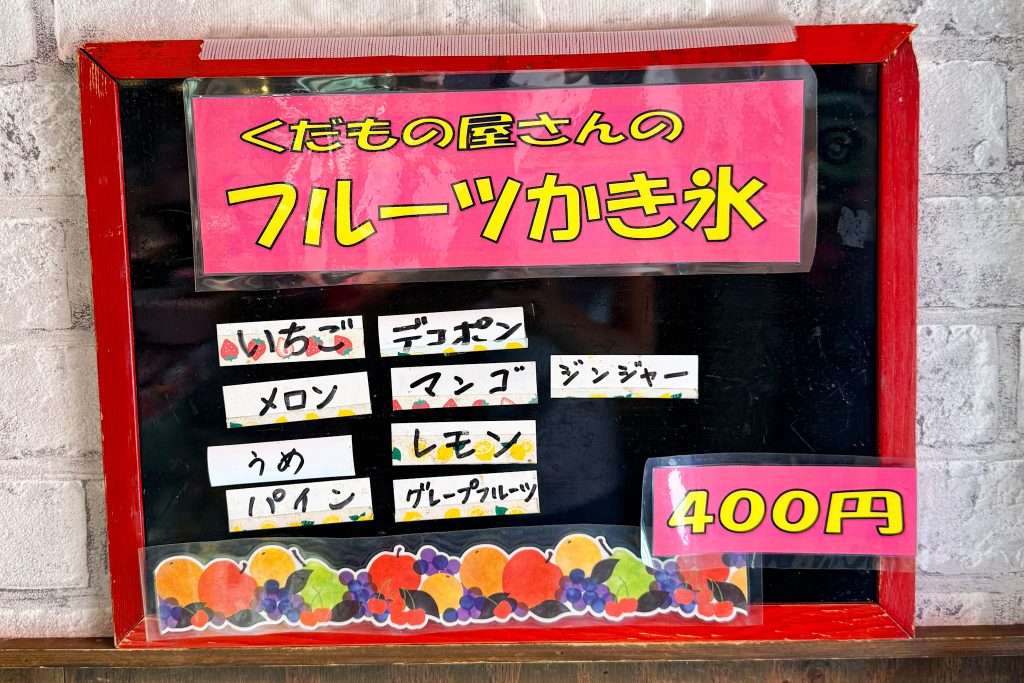 くだもの屋さんの
フルーツかき氷
いちご
メロン
うめ
パイン
デコポン
マンゴ
レモン
グレープフルーツ
ジンジャー
400円